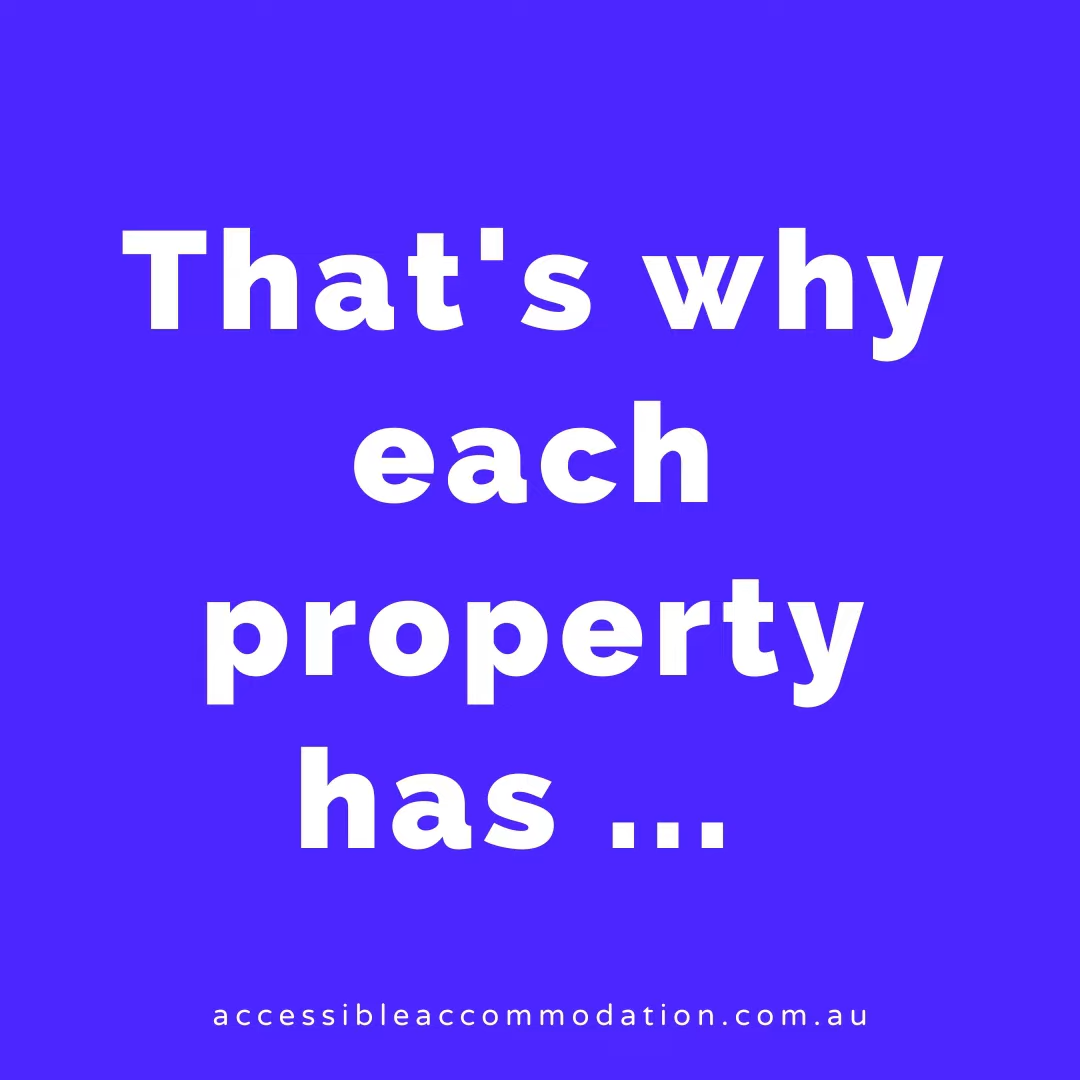 That's why
each
property
has ...
accessibleaccommodation.com.au